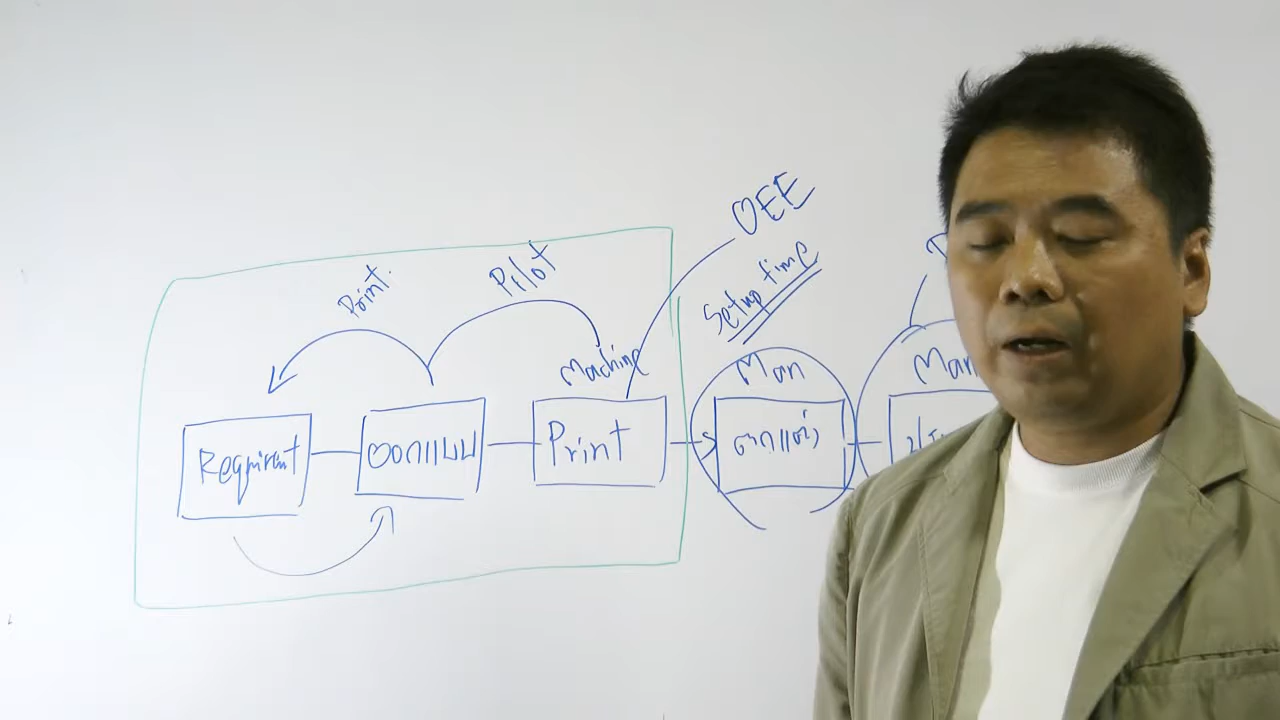 OEE
Setup time
Print.
Pilot
Machine
Man
Man
Requirent
ออกแบบ
Print
ตกแต่ง